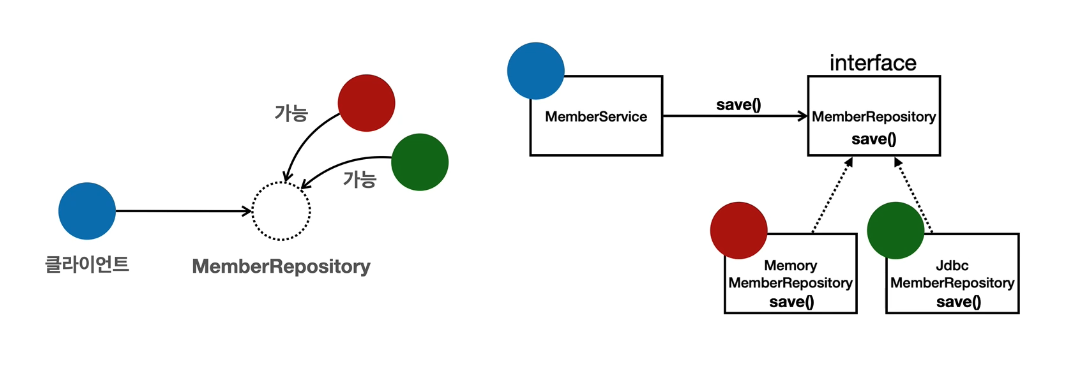 가능
가능
클라이언트
MemberRepository
interface
MemberService
save()
MemberRepository
save()
Memory
MemberRepository
save()
Jdbc
MemberRepository
save()